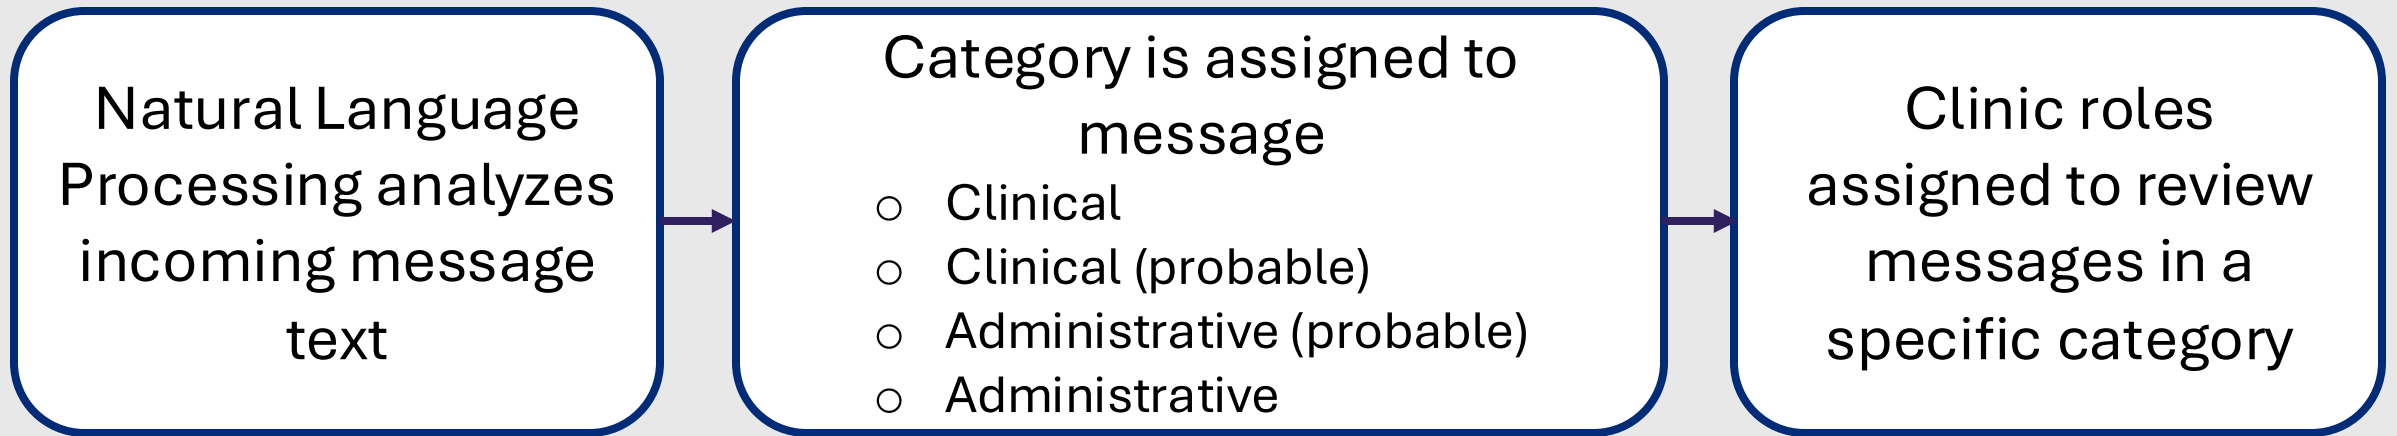 Natural Language
Processing analyzes
incoming message
text
Category is assigned to
message
○ Clinical
○ Clinical (probable)
○ Administrative (probable)
○ Administrative
Clinic roles
assigned to review
messages in a
specific category